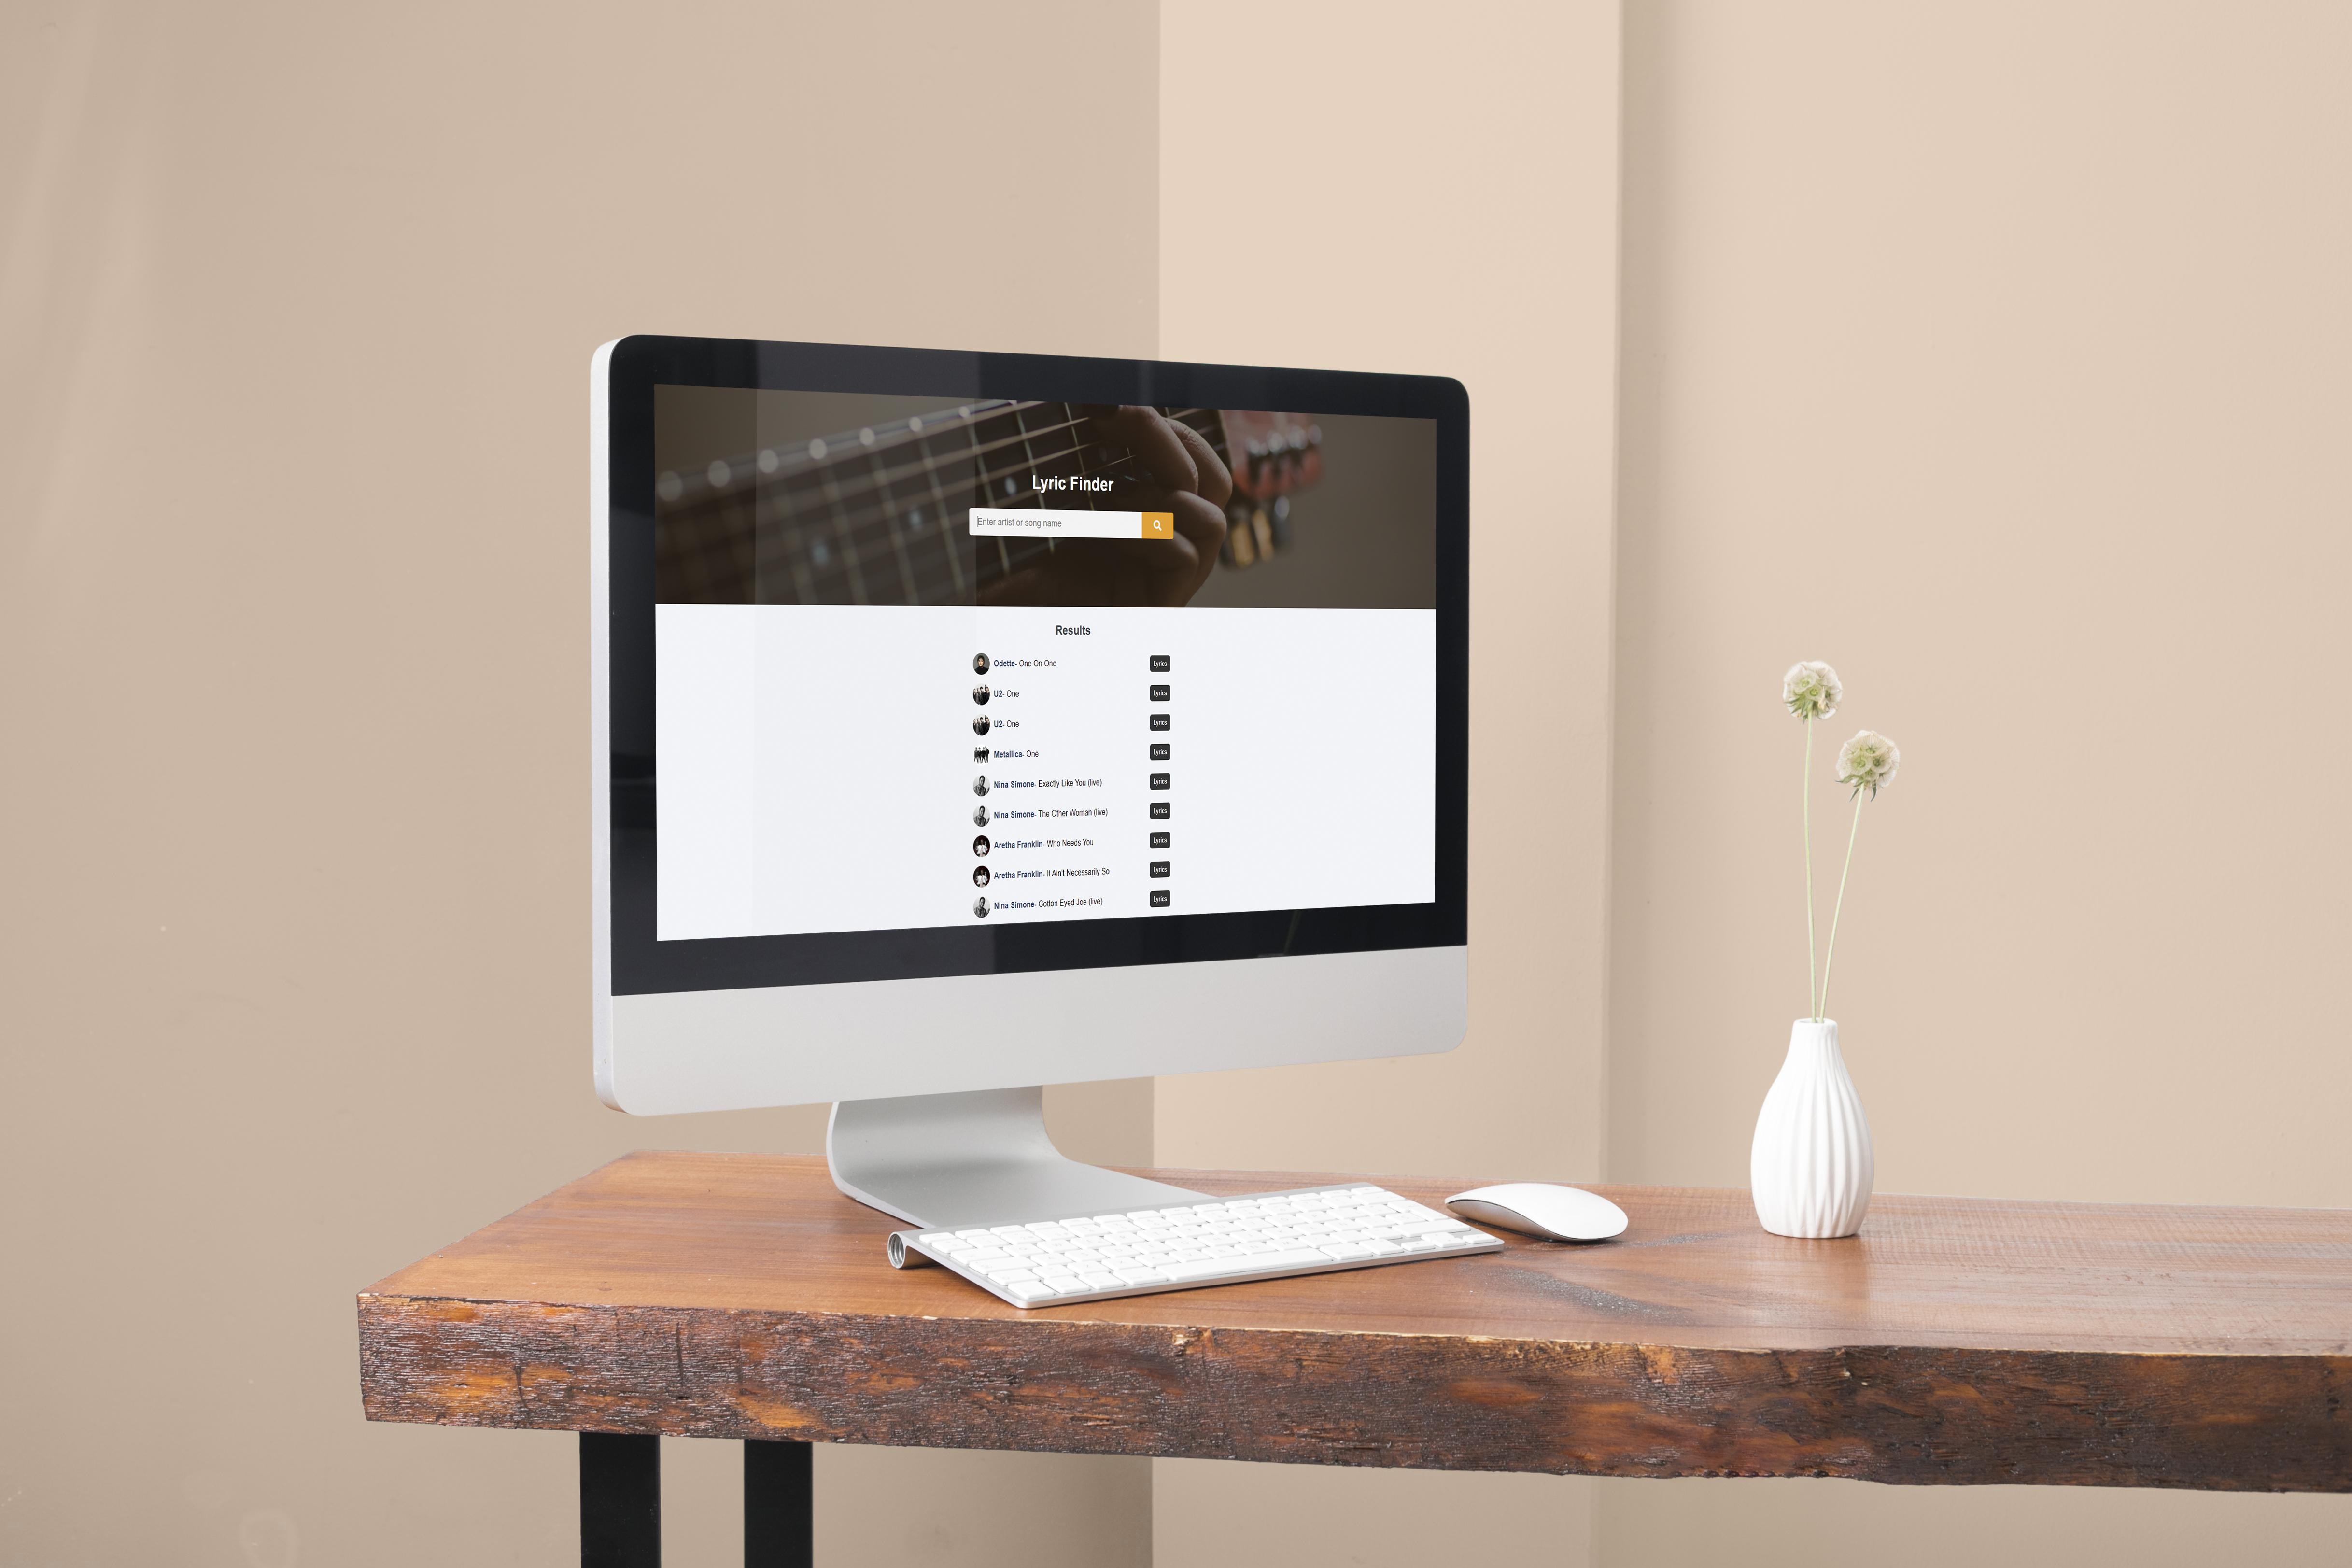 Lyric Finder
Enter artist or song name
Results
Odette- One On One Lyrics
U2- One Lyrics
U2- One Lyrics
Metallica- One Lyrics
Nina Simone- Exactly Like You (live) Lyrics
Nina Simone- The Other Woman (live) Lyrics
Aretha Franklin- Who Needs You Lyrics
Aretha Franklin- It Ain't Necessarily So Lyrics
Nina Simone- Cotton Eyed Joe (live) Lyrics